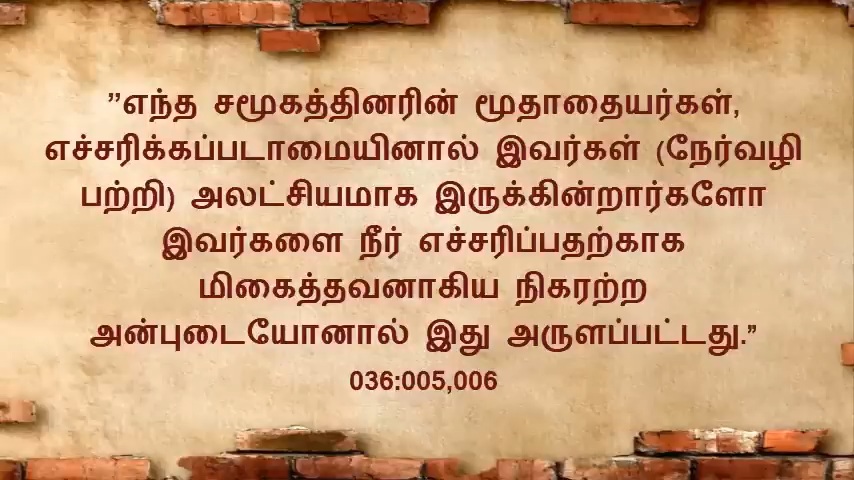 ”எந்த சமூகத்தினரின் மூதாதையர்கள்,
எச்சரிக்கப்படாமையினால் இவர்கள் (நேர்வழி
பற்றி) அலட்சியமாக இருக்கின்றார்களோ
இவர்களை நீர் எச்சரிப்பதற்காக
மிகைத்தவனாகிய நிகரற்ற
அன்புடையோனால் இது அருளப்பட்டது.”
036:005,006